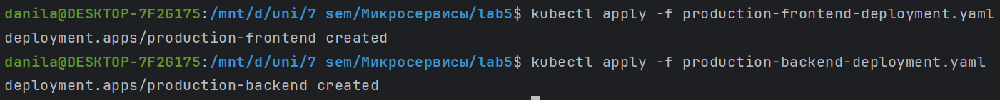 danila@DESKTOP-7F2G175:/mnt/d/uni/7 sem/Микросервисы/lab5$ kubectl apply -f production-frontend-deployment.yaml
deployment.apps/production-frontend created
danila@DESKTOP-7F2G175:/mnt/d/uni/7 sem/Микросервисы/lab5$ kubectl apply -f production-backend-deployment.yaml
deployment.apps/production-backend created